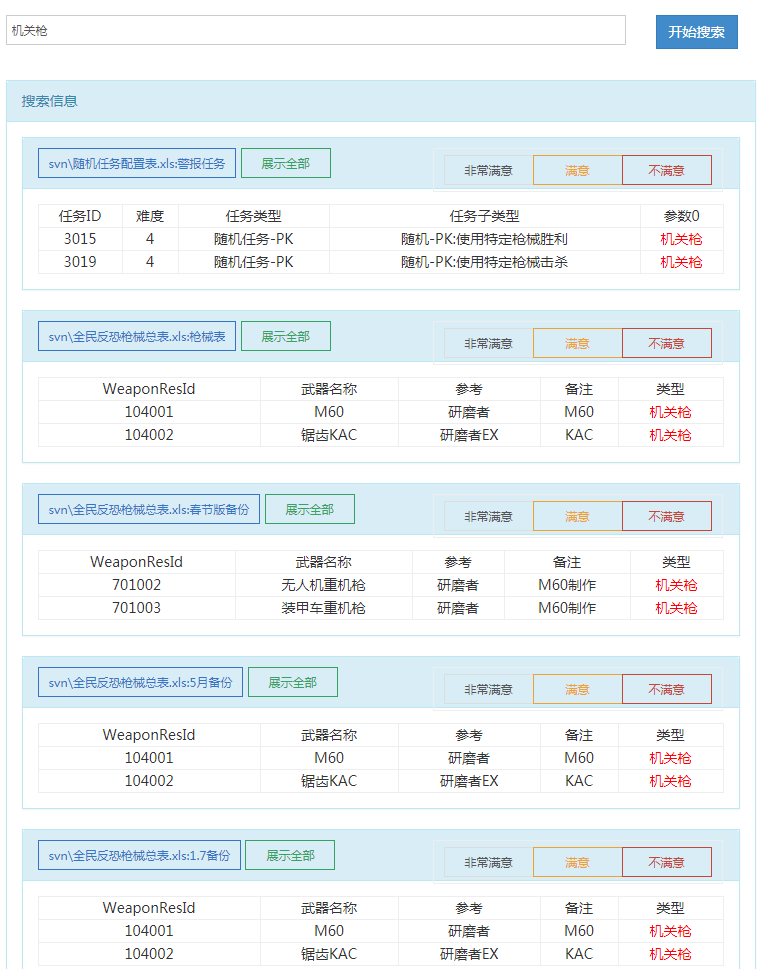 机关枪 开始搜索
搜索信息
svn\随机任务配置表.xls:警报任务 展示全部 非常满意 满意 不满意
任务ID 难度 任务类型 任务子类型 参数0
3015 4 随机任务-PK 随机-PK:使用特定枪械胜利 机关枪
3019 4 随机任务-PK 随机-PK:使用特定枪械击杀 机关枪
svn\全民反恐枪械总表.xls:枪械表 展示全部 非常满意 满意 不满意
WeaponResId 武器名称 参考 备注 类型
104001 M60 研磨者 M60 机关枪
104002 锯齿KAC 研磨者EX KAC 机关枪
svn\全民反恐枪械总表.xls:春节版备份 展示全部 非常满意 满意 不满意
WeaponResId 武器名称 参考 备注 类型
701002 无人机重机枪 研磨者 M60制作 机关枪
701003 装甲车重机枪 研磨者 M60制作 机关枪
svn\全民反恐枪械总表.xls:5月备份 展示全部 非常满意 满意 不满意
WeaponResId 武器名称 参考 备注 类型
104001 M60 研磨者 M60 机关枪
104002 锯齿KAC 研磨者EX KAC 机关枪
svn\全民反恐枪械总表.xls:1.7备份 展示全部 非常满意 满意 不满意
WeaponResId 武器名称 参考 备注 类型
104001 M60 研磨者 M60 机关枪
104002 锯齿KAC 研磨者EX KAC 机关枪